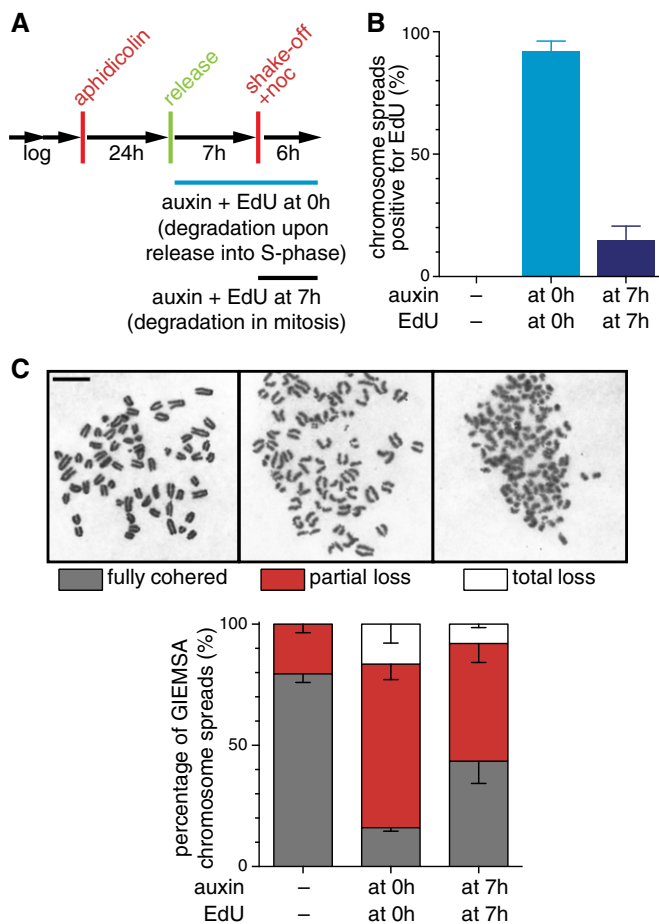 A
aphidicolin
release
shake-off
+noc
log
24h
7h
6h
auxin + EdU at 0h
(degradation upon
release into S-phase)
auxin + EdU at 7h
(degradation in mitosis)
B
chromosome spreads
positive for EdU (%)
100
50
0
auxin – at 0h at 7h
EdU – at 0h at 7h
C
fully cohered partial loss total loss
percentage of GIEMSA
chromosome spreads (%)
100
50
0
auxin – at 0h at 7h
EdU – at 0h at 7h